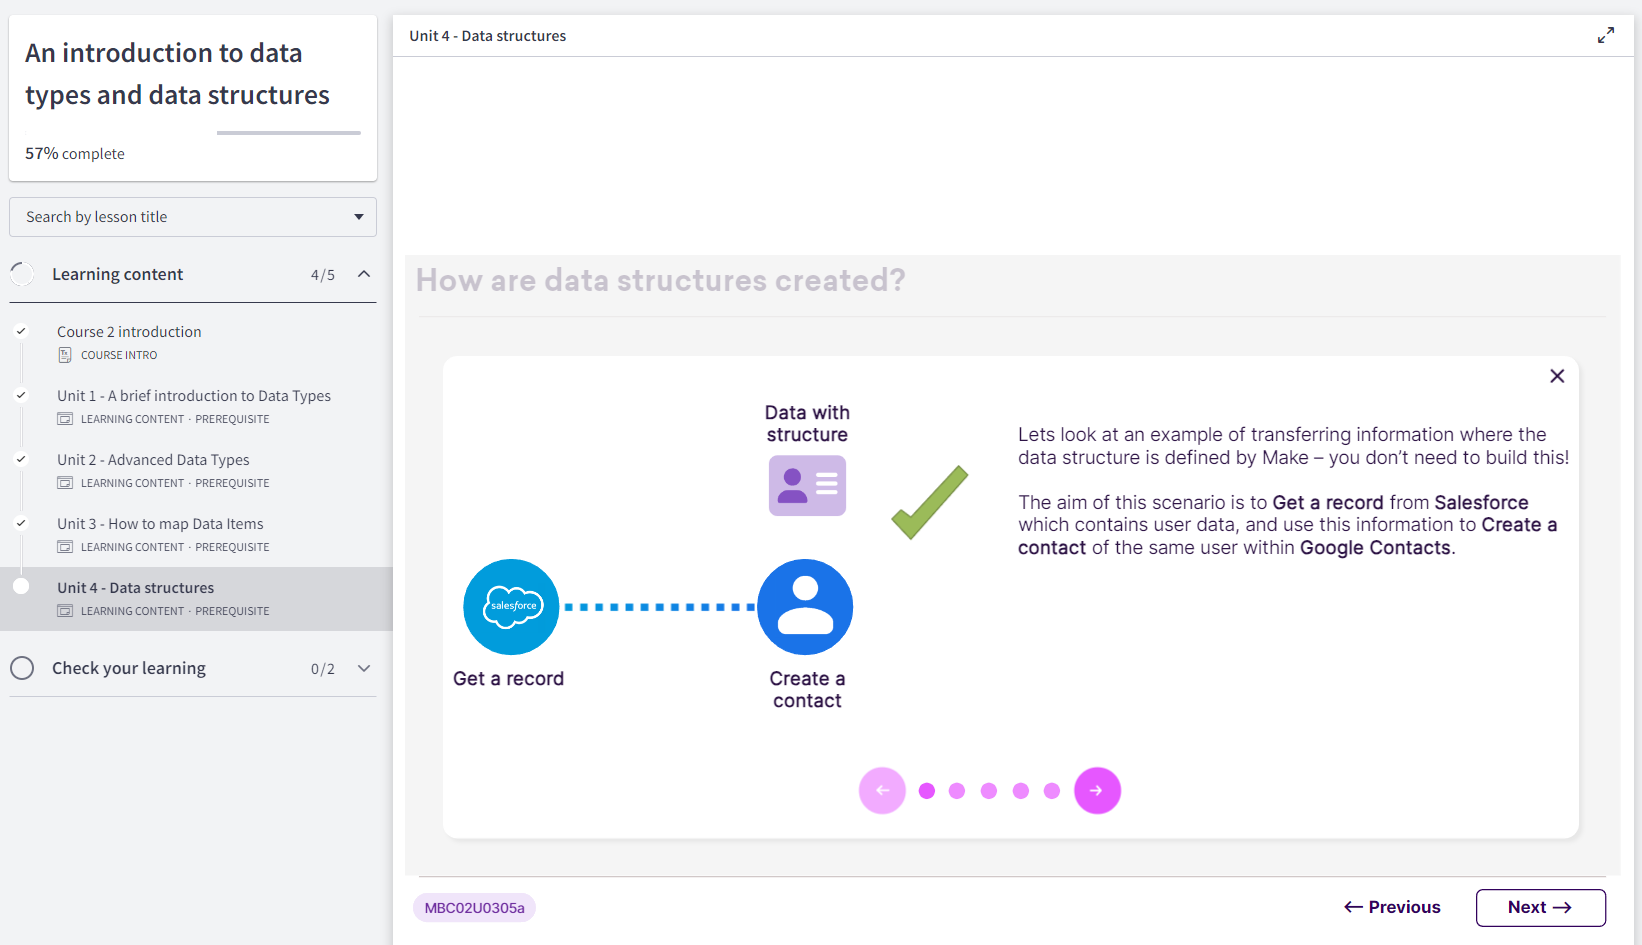 An introduction to data
types and data structures
57% complete
Search by lesson title
Learning content 4/5
Course 2 introduction
COURSE INTRO
Unit 1 - A brief introduction to Data Types
LEARNING CONTENT · PREREQUISITE
Unit 2 - Advanced Data Types
LEARNING CONTENT · PREREQUISITE
Unit 3 - How to map Data Items
LEARNING CONTENT · PREREQUISITE
Unit 4 - Data structures
LEARNING CONTENT · PREREQUISITE
Check your learning 0/2
Unit 4 - Data structures
How are data structures created?
Data with
structure
salesforce
Get a record
Create a
contact
Lets look at an example of transferring information where the
data structure is defined by Make – you don't need to build this!
The aim of this scenario is to Get a record from Salesforce
which contains user data, and use this information to Create a
contact of the same user within Google Contacts.
MBC02U0305a
← Previous
Next →